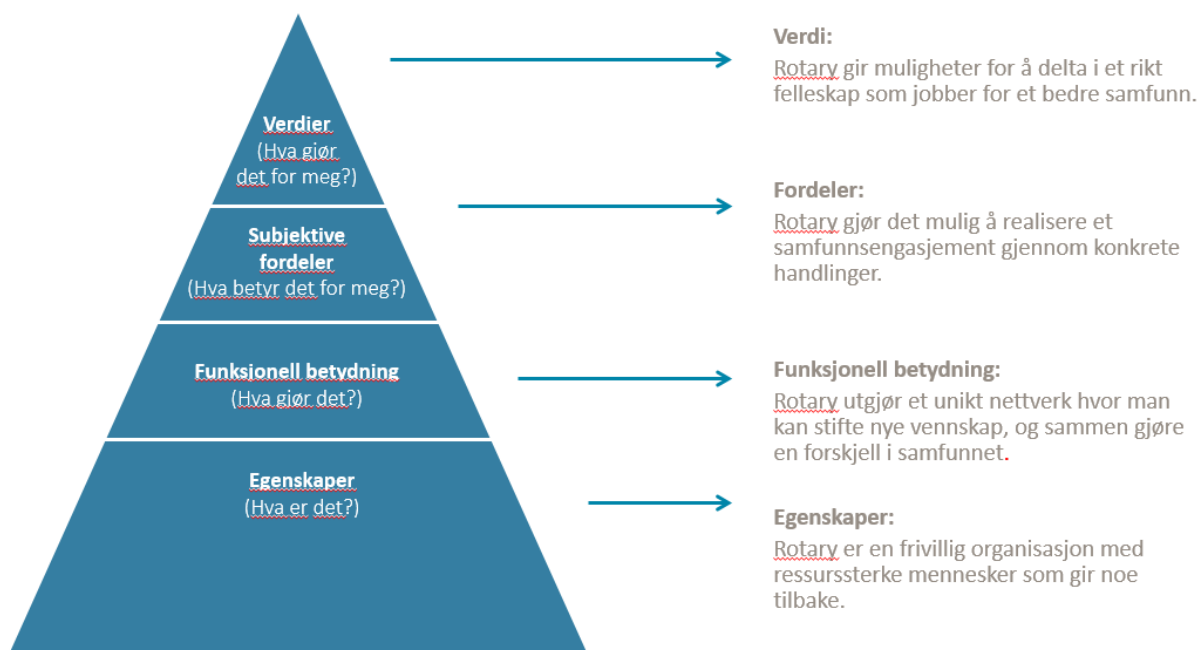 Verdier
(Hva gjør
det for meg?)
Subjektive
fordeler
(Hva betyr det for meg?)
Funksjonell betydning
(Hva gjør det?)
Egenskaper
(Hva er det?)
Verdi:
Rotary gir muligheter for å delta i et rikt
felleskap som jobber for et bedre samfunn.
Fordeler:
Rotary gjør det mulig å realisere et
samfunnsengasjement gjennom konkrete
handlinger.
Funksjonell betydning:
Rotary utgjør et unikt nettverk hvor man
kan stifte nye vennskap, og sammen gjøre
en forskjell i samfunnet.
Egenskaper:
Rotary er en frivillig organisasjon med
ressurssterke mennesker som gir noe
tilbake.